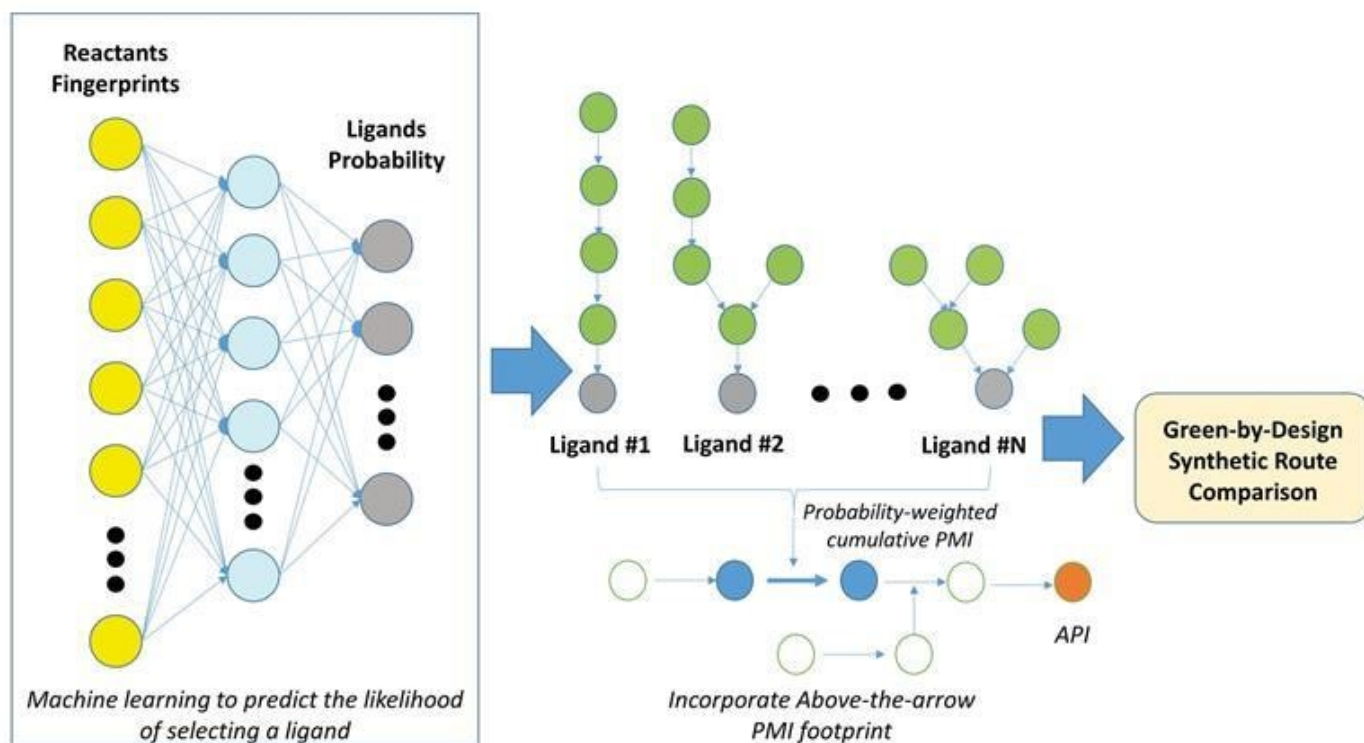 Reactants
Fingerprints
Ligands
Probability
Machine learning to predict the likelihood
of selecting a ligand
Ligand #1
Ligand #2
Ligand #N
Probability-weighted
cumulative PMI
API
Incorporate Above-the-arrow
PMI footprint
Green-by-Design
Synthetic Route
Comparison